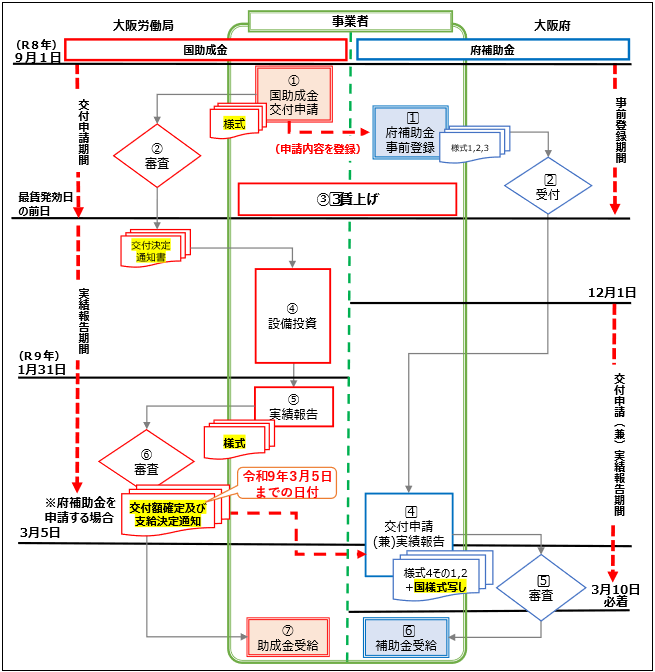 大阪労働局
事業者
大阪府
国助成金
府補助金
(R8年)
9月1日
交付申請期間
①
国助成金
交付申請
様式
(申請内容を登録)
1
府補助金
事前登録
様式1,2,3
事前登録期間
②
審査
2
受付
最賃発効日
の前日
③3賃上げ
交付決定
通知書
実績報告期間
④
設備投資
12月1日
(R9年)
1月31日
⑤
実績報告
様式
交付申請(兼)実績報告期間
⑥
審査
令和9年3月5日
までの日付
※府補助金を
申請する場合
交付額確定及び
支給決定通知
3月5日
4
交付申請
(兼)実績報告
様式4その1,2
+国様式写し
5
審査
3月10日
必着
⑦
助成金受給
6
補助金受給